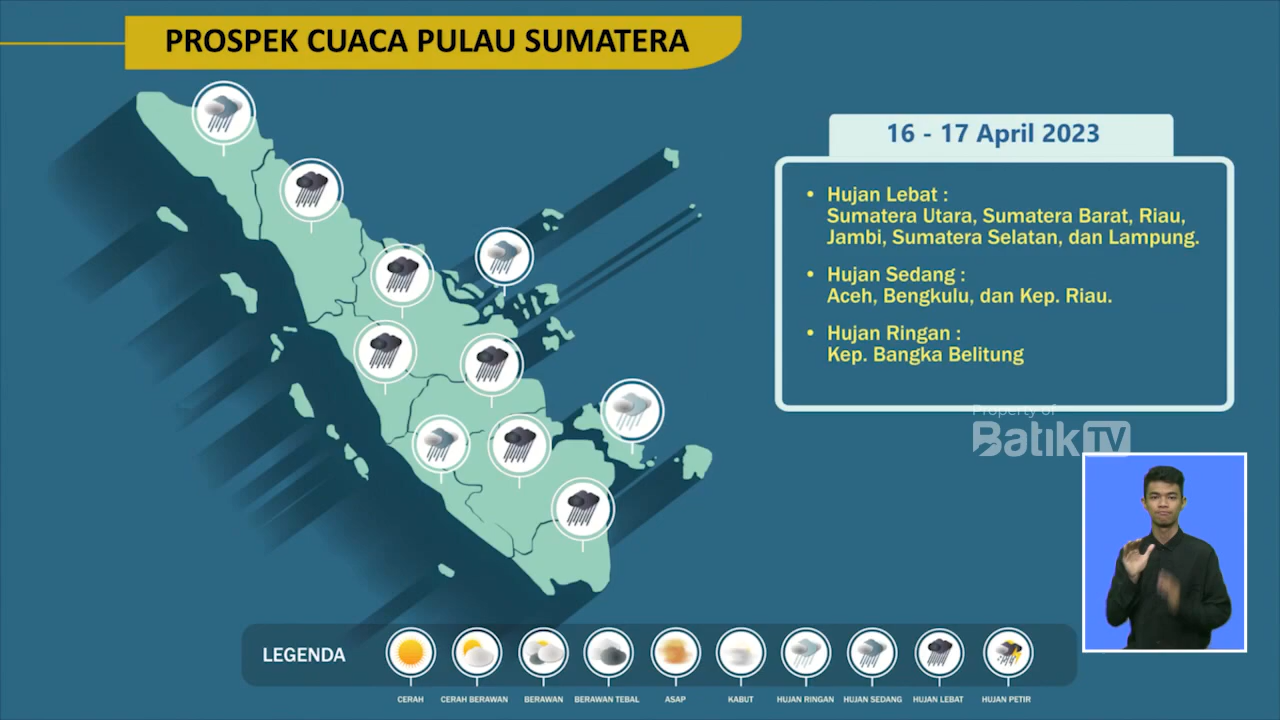 PROSPEK CUACA PULAU SUMATERA
16 - 17 April 2023
• Hujan Lebat :
Sumatera Utara, Sumatera Barat, Riau,
Jambi, Sumatera Selatan, dan Lampung.
• Hujan Sedang :
Aceh, Bengkulu, dan Kep. Riau.
• Hujan Ringan :
Kep. Bangka Belitung
Property of
BatikTV
LEGENDA
CERAH
CERAH BERAWAN
BERAWAN
BERAWAN TEBAL
ASAP
KABUT
HUJAN RINGAN
HUJAN SEDANG
HUJAN LEBAT
HUJAN PETIR